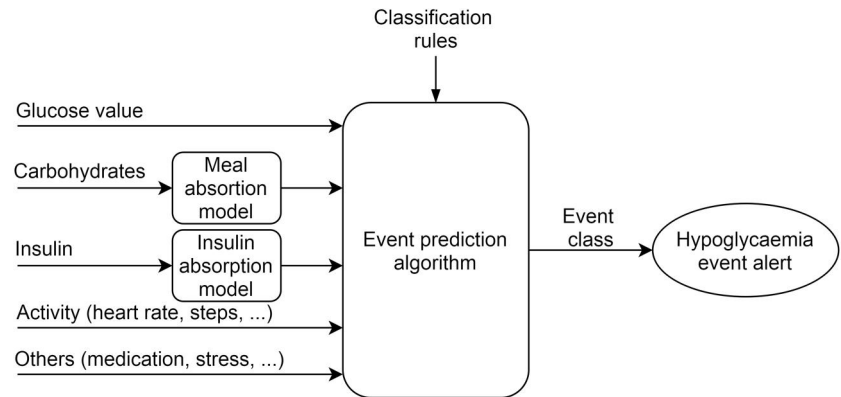 Classification
rules
Glucose value
Carbohydrates
Meal
absortion
model
Insulin
Insulin
absorption
model
Activity (heart rate, steps, ...)
Others (medication, stress, ...)
Event prediction
algorithm
Event
class
Hypoglycaemia
event alert